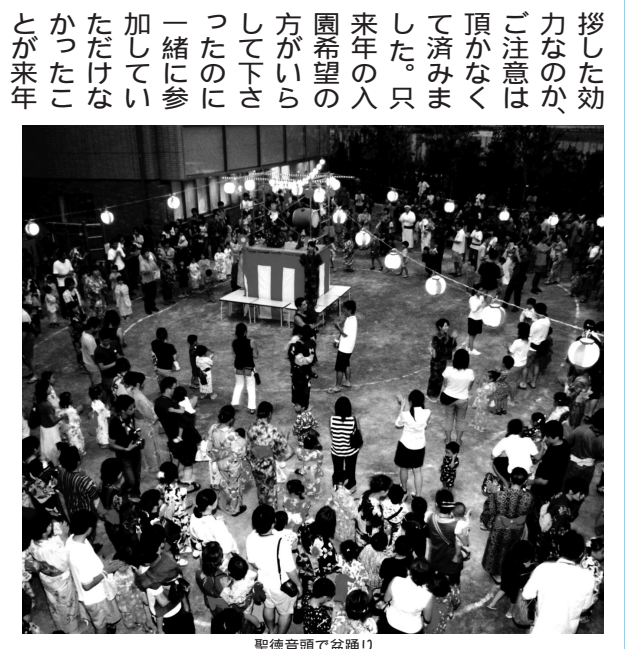 拶した効
力なのか、
ご注意は
頂かなく
て済みま
した。只
来年の入
園希望の
方がいら
して下さ
ったのに
一緒に参
加してい
ただけな
かったこ
とが来年
聖徳音頭で盆踊り